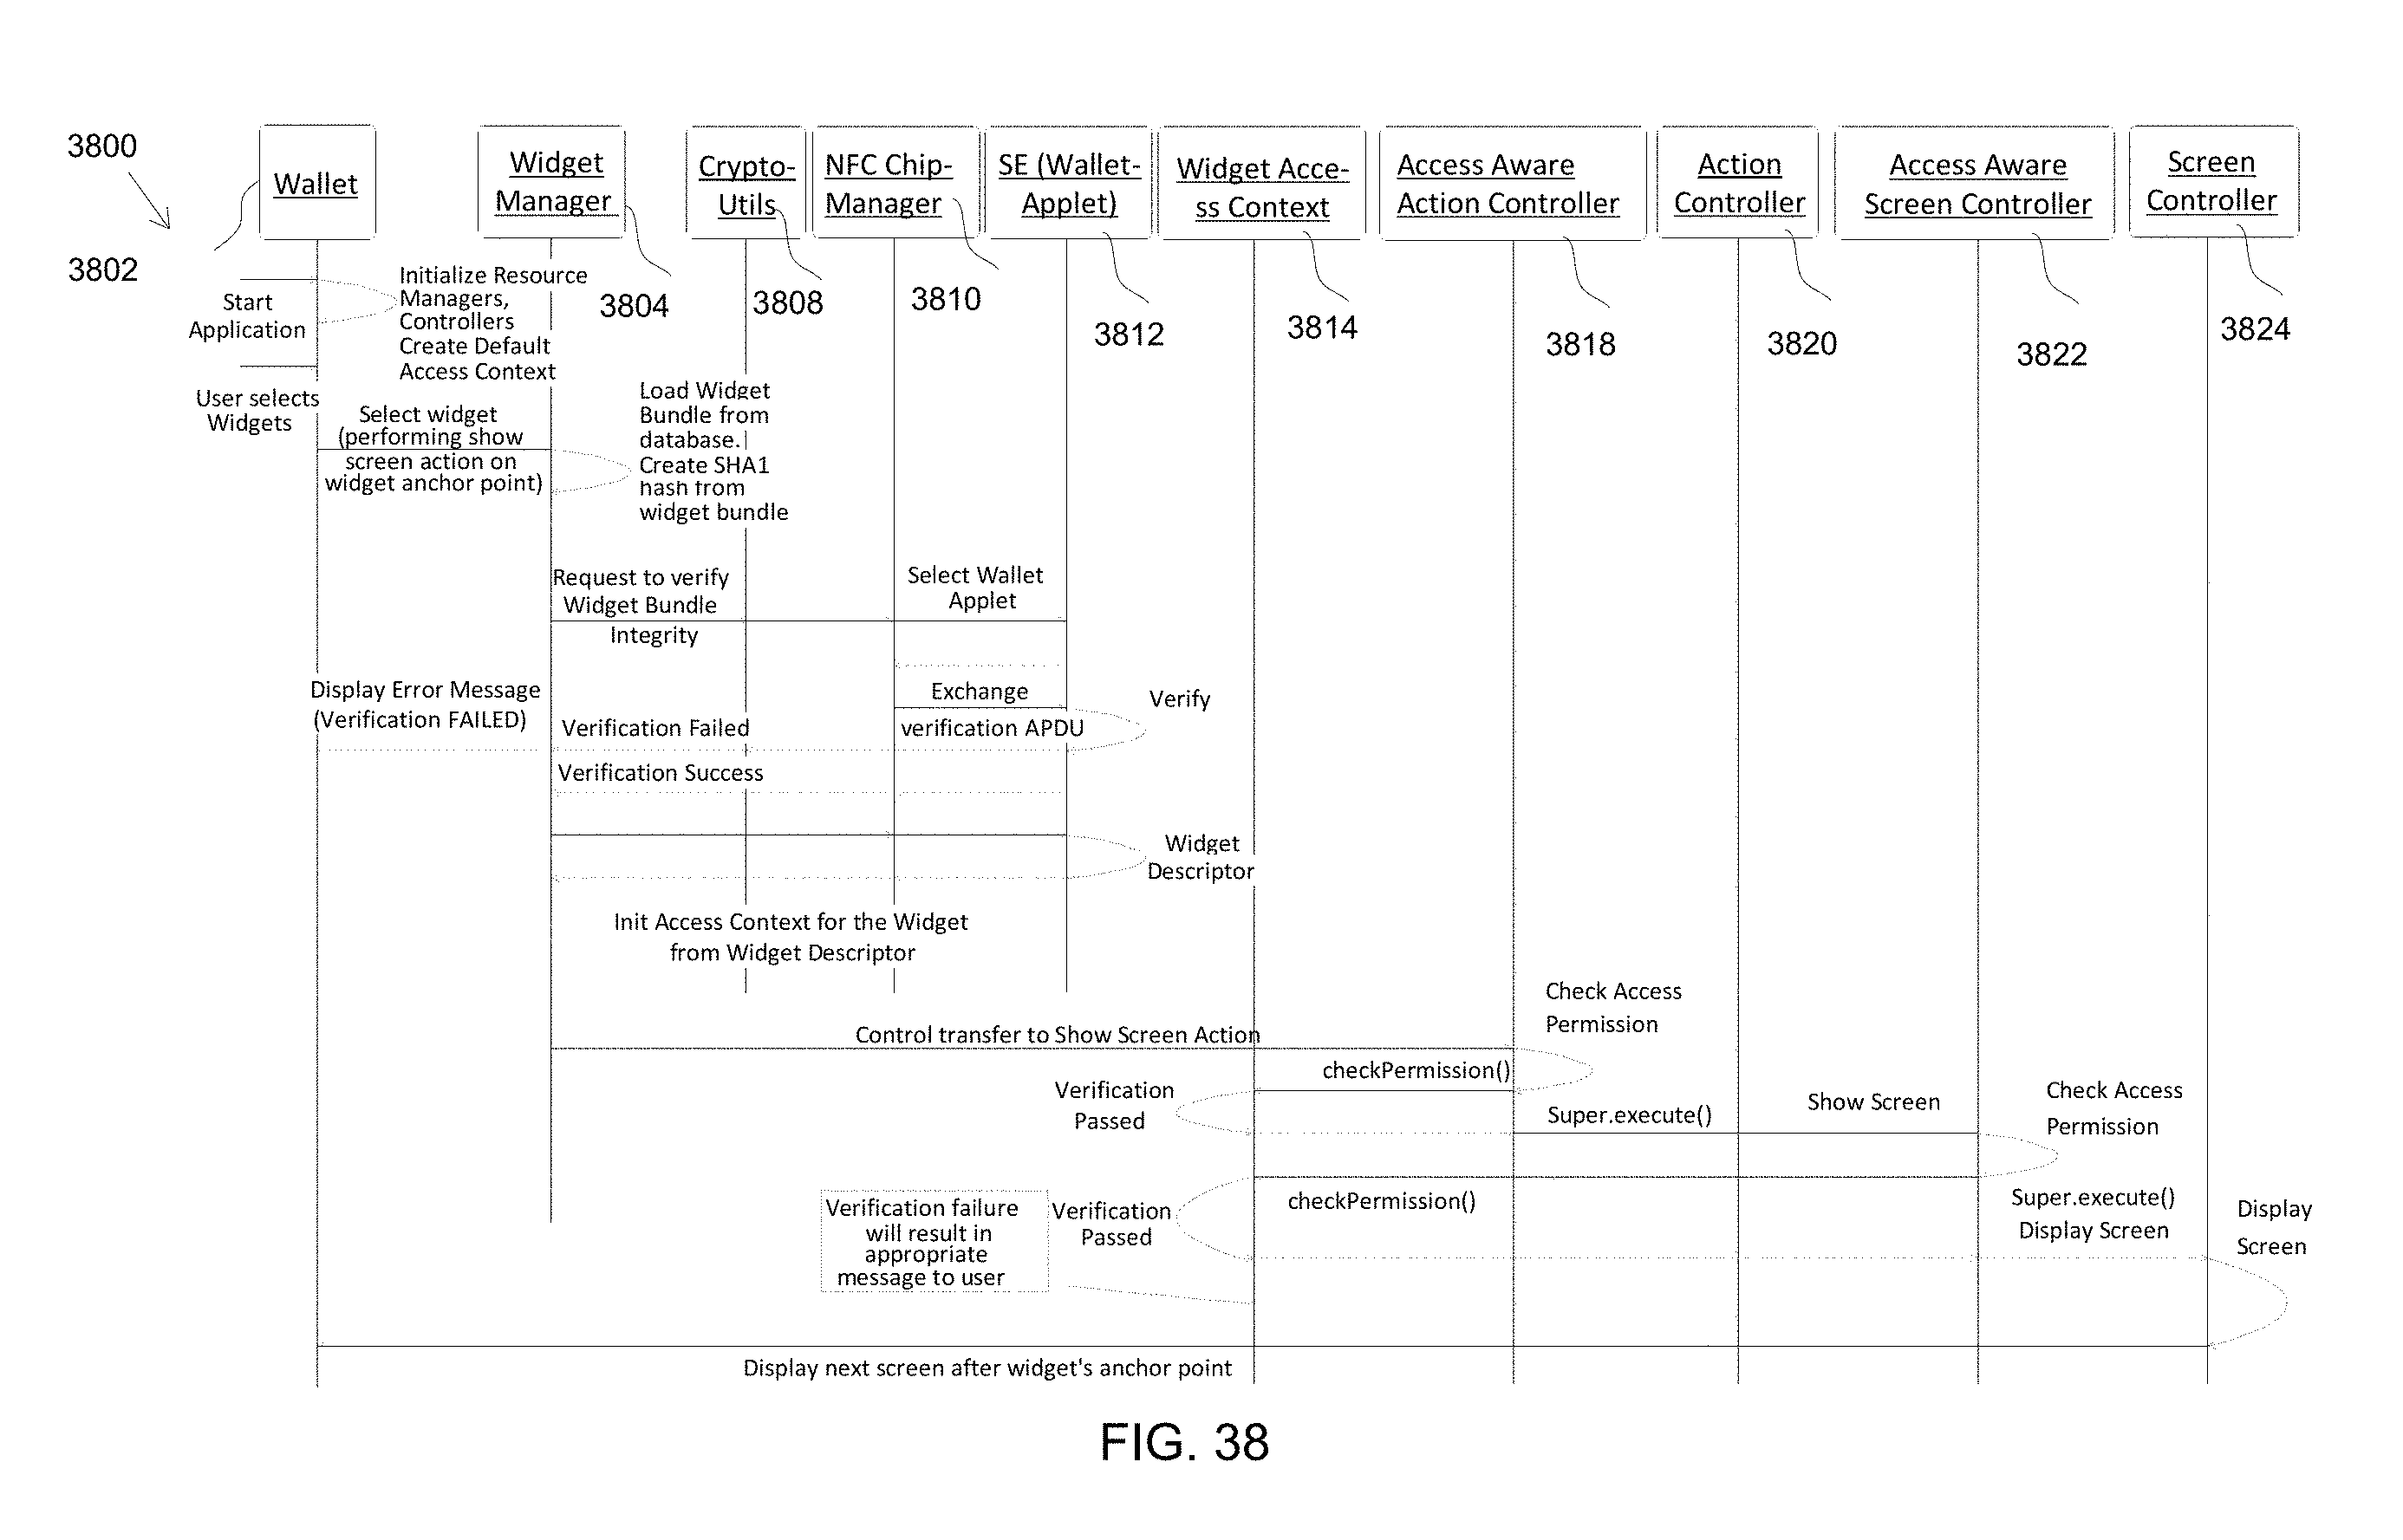 3800
3802
Wallet
Widget
Manager
Crypto-
Utils
NFC Chip-
Manager
SE (Wallet-
Applet)
Widget Acce-
ss Context
Access Aware
Action Controller
Action
Controller
Access Aware
Screen Controller
Screen
Controller
3804
3808
3810
3812
3814
3818
3820
3822
3824
Start
Application
Initialize Resource
Managers,
Controllers
Create Default
Access Context
User selects
Widgets
Select widget
(performing show
screen action on
widget anchor point)
Load Widget
Bundle from
database.
Create SHA1
hash from
widget bundle
Request to verify
Widget Bundle
Integrity
Select Wallet
Applet
Display Error Message
(Verification FAILED)
Exchange
verification APDU
Verify
Verification Failed
Verification Success
Widget
Descriptor
Init Access Context for the Widget
from Widget Descriptor
Control transfer to Show Screen Action
Check Access
Permission
checkPermission()
Verification
Passed
Super.execute()
Show Screen
Check Access
Permission
checkPermission()
Verification
Passed
Verification failure
will result in
appropriate
message to user
Super.execute()
Display Screen
Display
Screen
Display next screen after widget's anchor point
FIG. 38